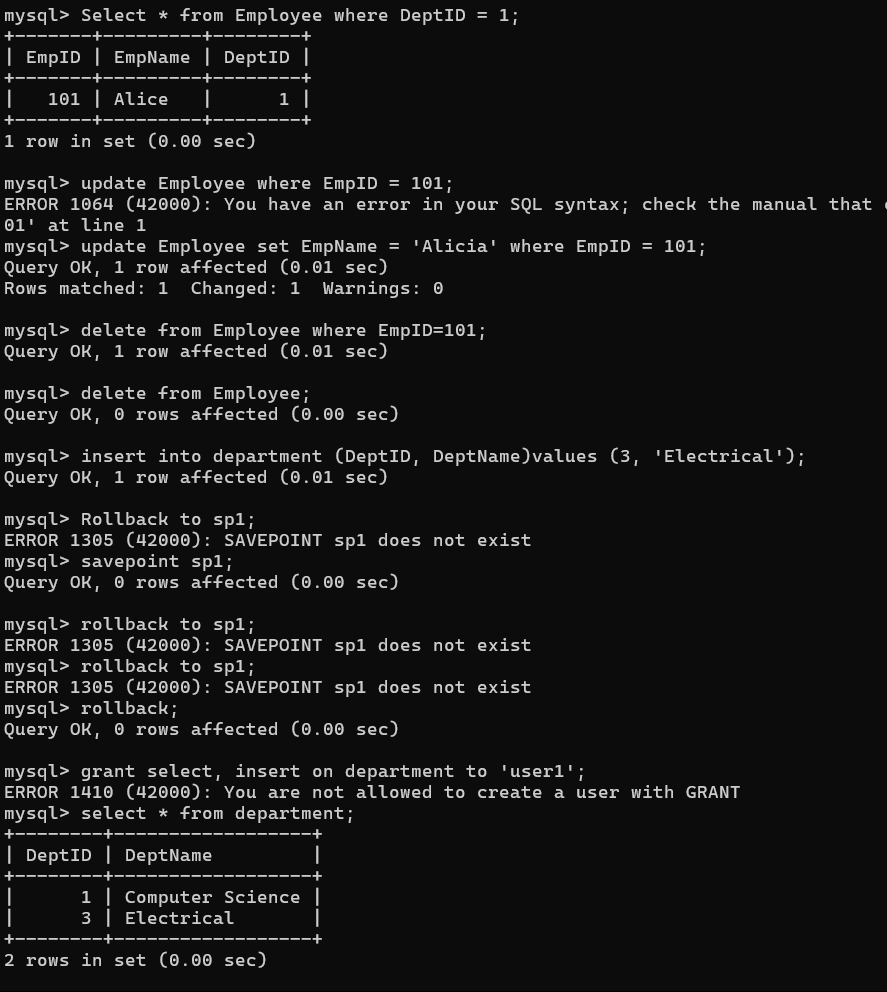 mysql> Select * from Employee where DeptID = 1;
+-------+---------+--------+
| EmpID | EmpName | DeptID |
+-------+---------+--------+
|   101 | Alice   |      1 |
+-------+---------+--------+
1 row in set (0.00 sec)

mysql> update Employee where EmpID = 101;
ERROR 1064 (42000): You have an error in your SQL syntax; check the manual that
01' at line 1
mysql> update Employee set EmpName = 'Alicia' where EmpID = 101;
Query OK, 1 row affected (0.01 sec)
Rows matched: 1  Changed: 1  Warnings: 0

mysql> delete from Employee where EmpID=101;
Query OK, 1 row affected (0.01 sec)

mysql> delete from Employee;
Query OK, 0 rows affected (0.00 sec)

mysql> insert into department (DeptID, DeptName)values (3, 'Electrical');
Query OK, 1 row affected (0.01 sec)

mysql> Rollback to sp1;
ERROR 1305 (42000): SAVEPOINT sp1 does not exist
mysql> savepoint sp1;
Query OK, 0 rows affected (0.00 sec)

mysql> rollback to sp1;
ERROR 1305 (42000): SAVEPOINT sp1 does not exist
mysql> rollback to sp1;
ERROR 1305 (42000): SAVEPOINT sp1 does not exist
mysql> rollback;
Query OK, 0 rows affected (0.00 sec)

mysql> grant select, insert on department to 'user1';
ERROR 1410 (42000): You are not allowed to create a user with GRANT
mysql> select * from department;
+--------+------------------+
| DeptID | DeptName         |
+--------+------------------+
|      1 | Computer Science |
|      3 | Electrical       |
+--------+------------------+
2 rows in set (0.00 sec)